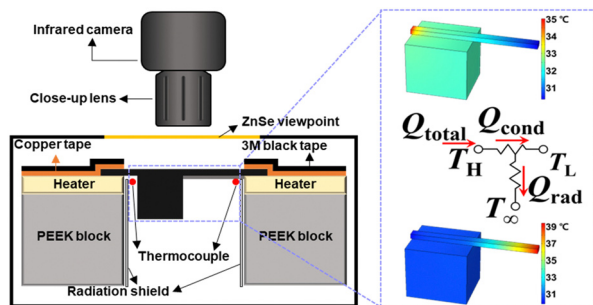 Infrared camera
Close-up lens
ZnSe viewpoint
Copper tape
3M black tape
Heater
Heater
PEEK block
PEEK block
Thermocouple
Radiation shield
35 ℃
34
33
32
31
Q_total
Q_cond
T_H
T_L
Q_rad
T_∞
39 ℃
37
35
33
31